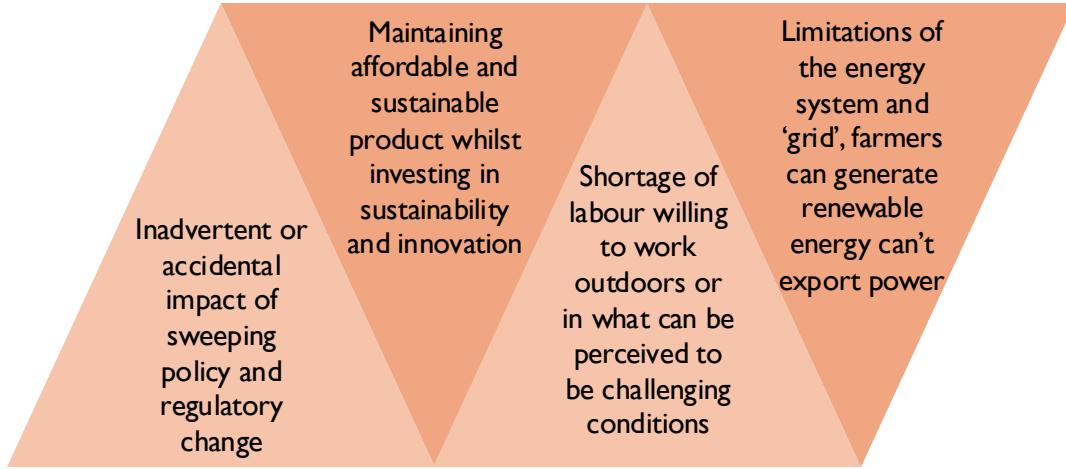 Inadvertent or
accidental
impact of
sweeping
policy and
regulatory
change
Maintaining
affordable and
sustainable
product whilst
investing in
sustainability
and innovation
Shortage of
labour willing
to work
outdoors or
in what can be
perceived to
be challenging
conditions
Limitations of
the energy
system and
‘grid’, farmers
can generate
renewable
energy can’t
export power